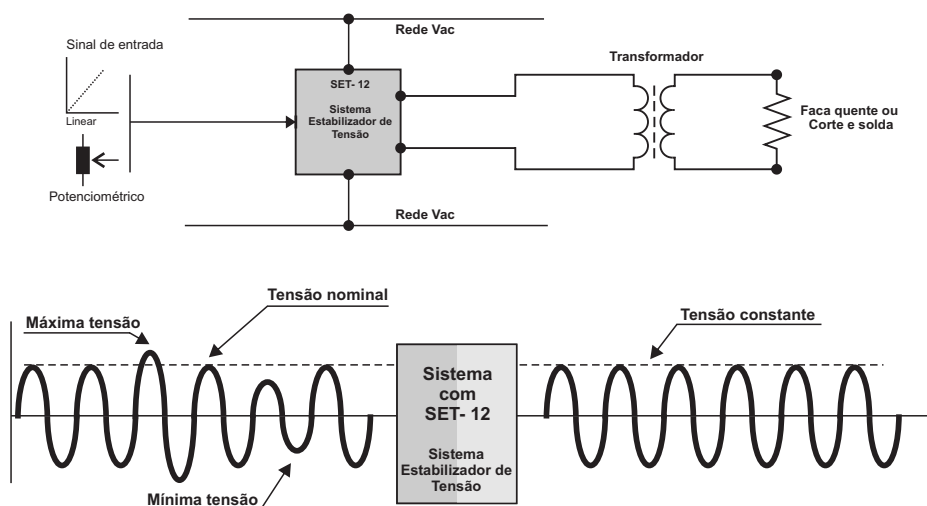 Rede Vac
Sinal de entrada
Linear
Potenciométrico
SET- 12
Sistema
Estabilizador de
Tensão
Transformador
Faca quente ou
Corte e solda
Rede Vac
Tensão nominal
Máxima tensão
Mínima tensão
Sistema
com
SET- 12
Sistema
Estabilizador de
Tensão
Tensão constante